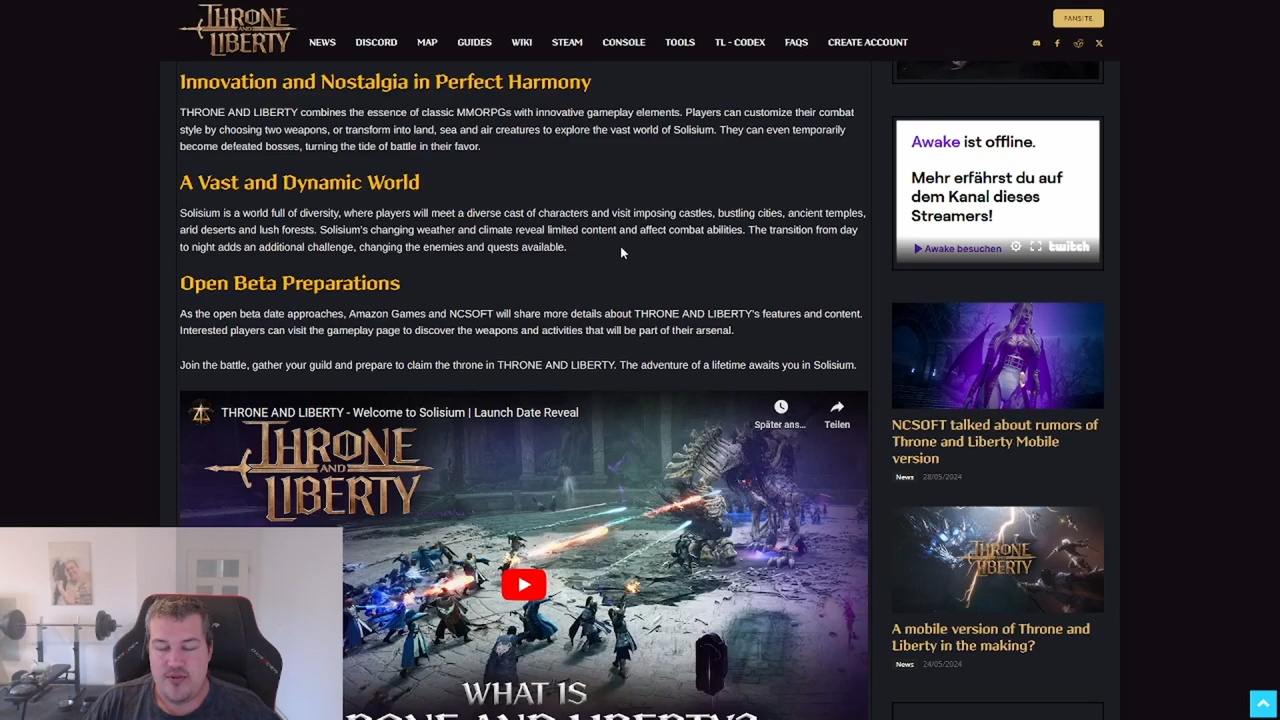 THRONE
AND
LIBERTY
NEWS
DISCORD
MAP
GUIDES
WIKI
STEAM
CONSOLE
TOOLS
TL - CODEX
FAQS
CREATE ACCOUNT
FANSITE
Innovation and Nostalgia in Perfect Harmony
THRONE AND LIBERTY combines the essence of classic MMORPGs with innovative gameplay elements. Players can customize their combat
style by choosing two weapons, or transform into land, sea and air creatures to explore the vast world of Solisium. They can even temporarily
become defeated bosses, turning the tide of battle in their favor.
A Vast and Dynamic World
Solisium is a world full of diversity, where players will meet a diverse cast of characters and visit imposing castles, bustling cities, ancient temples,
arid deserts and lush forests. Solisium's changing weather and climate reveal limited content and affect combat abilities. The transition from day
to night adds an additional challenge, changing the enemies and quests available.
Open Beta Preparations
As the open beta date approaches, Amazon Games and NCSOFT will share more details about THRONE AND LIBERTY's features and content.
Interested players can visit the gameplay page to discover the weapons and activities that will be part of their arsenal.
Join the battle, gather your guild and prepare to claim the throne in THRONE AND LIBERTY. The adventure of a lifetime awaits you in Solisium.
THRONE AND LIBERTY - Welcome to Solisium | Launch Date Reveal
Später ans...
Teilen
THRONE
AND
LIBERTY
WHAT IS
THRONE AND LIBERTY?
Awake ist offline.
Mehr erfährst du auf
dem Kanal dieses
Streamers!
Awake besuchen
twitch
NCSOFT talked about rumors of
Throne and Liberty Mobile
version
News 28/05/2024
THRONE
AND
LIBERTY
A mobile version of Throne and
Liberty in the making?
News 24/05/2024